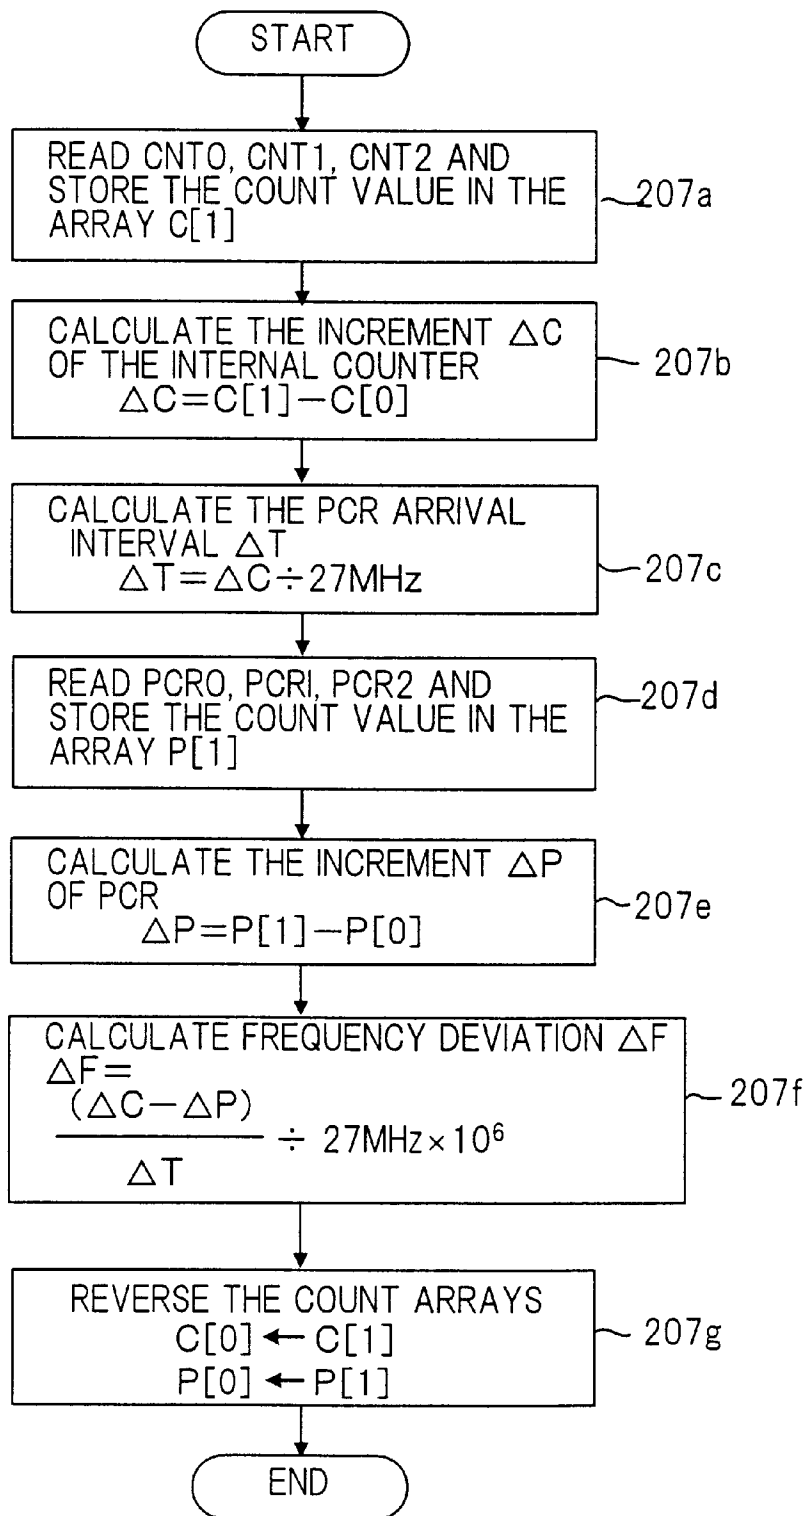 START
READ CNT0, CNT1, CNT2 AND
STORE THE COUNT VALUE IN THE
ARRAY C[1]
207a
CALCULATE THE INCREMENT △C
OF THE INTERNAL COUNTER
△C=C[1]−C[0]
207b
CALCULATE THE PCR ARRIVAL
INTERVAL △T
△T=△C÷27MHz
207c
READ PCR0, PCR1, PCR2 AND
STORE THE COUNT VALUE IN THE
ARRAY P[1]
207d
CALCULATE THE INCREMENT △P
OF PCR
△P=P[1]−P[0]
207e
CALCULATE FREQUENCY DEVIATION △F
△F=
(△C−△P)
÷ 27MHz×10⁶
△T
207f
REVERSE THE COUNT ARRAYS
C[0] ← C[1]
P[0] ← P[1]
207g
END